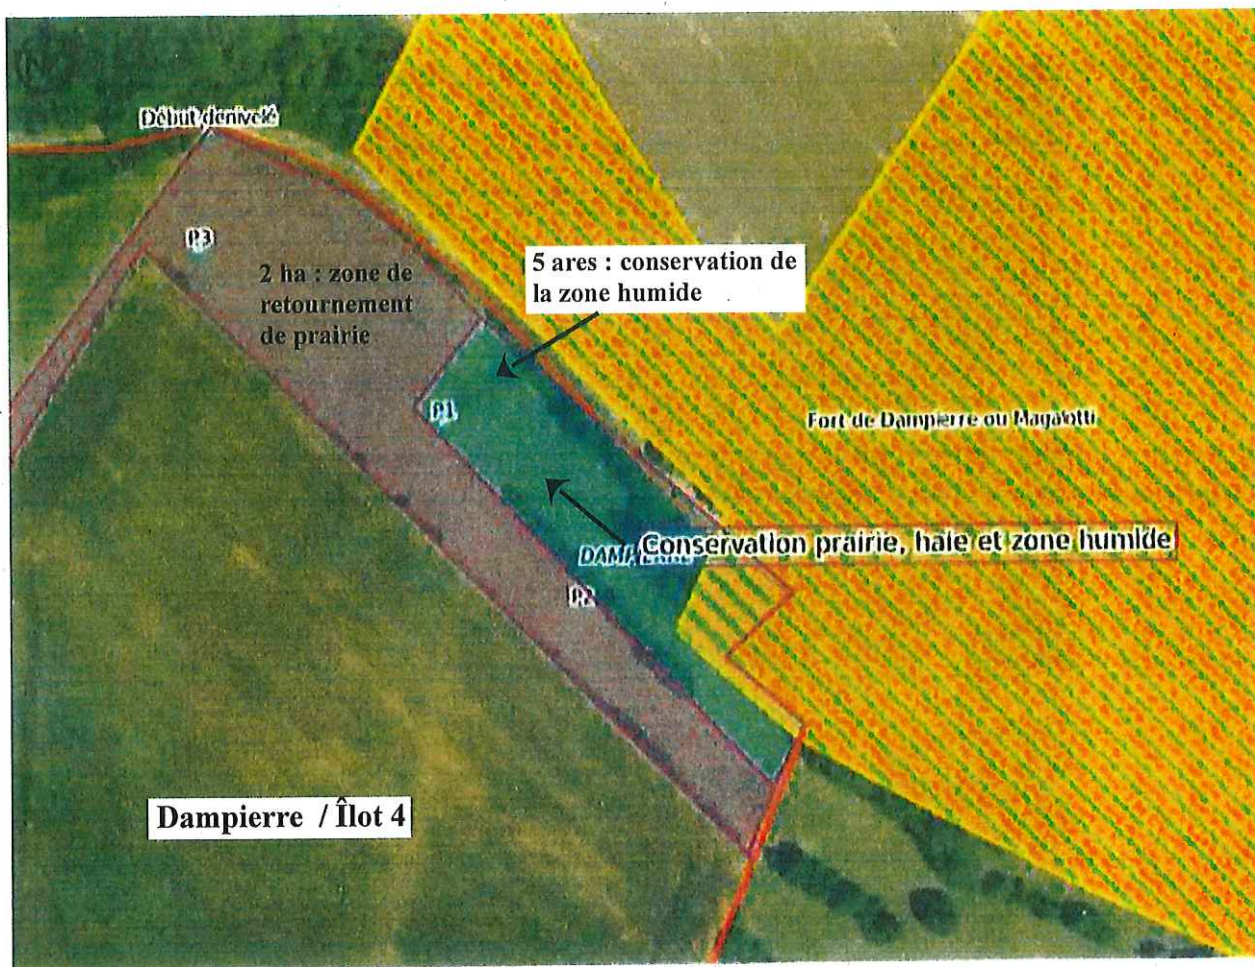 Début dénivelé
P3
2 ha : zone de
retournement
de prairie
5 ares : conservation de
la zone humide
P1
Fort de Dampierre ou Magalotti
Conservation prairie, haie et zone humide
P2
Dampierre / Îlot 4